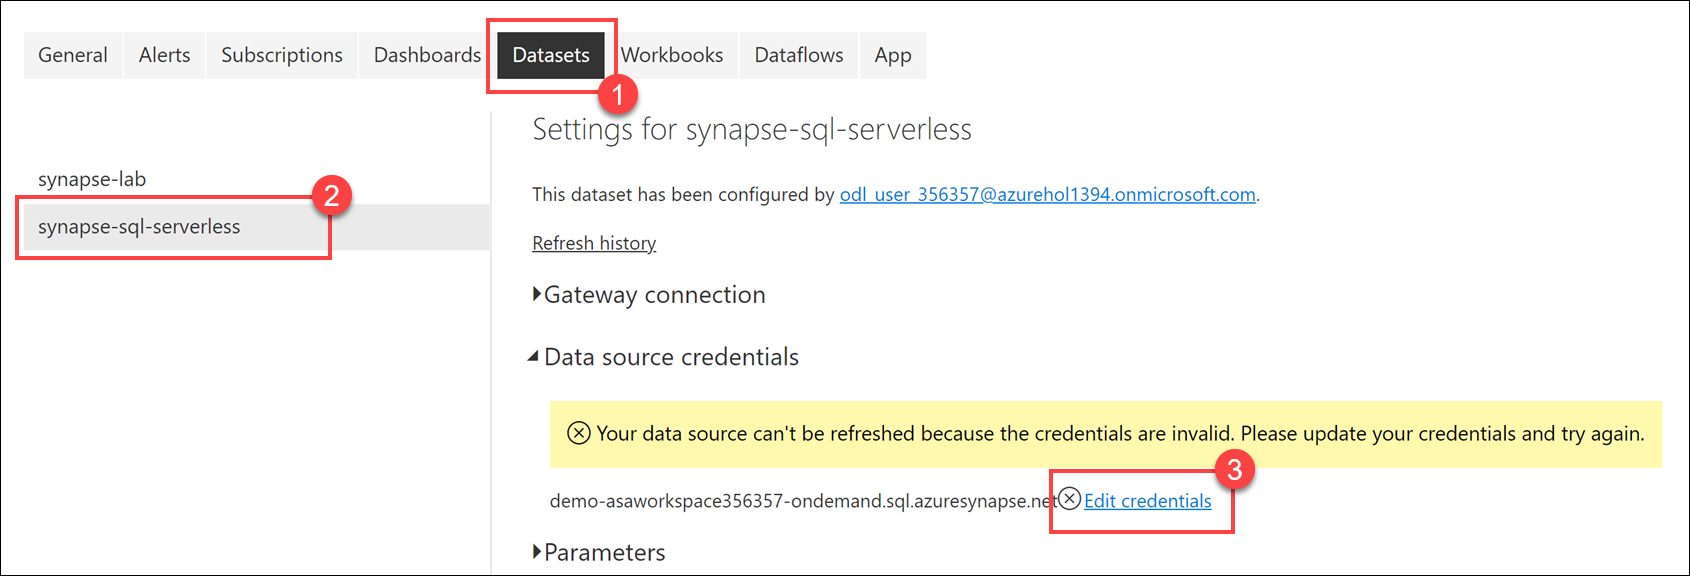 General Alerts Subscriptions Dashboards Datasets Workbooks Dataflows App
1
Settings for synapse-sql-serverless
synapse-lab
2
synapse-sql-serverless
This dataset has been configured by odl_user_356357@azurehol1394.onmicrosoft.com.
Refresh history
Gateway connection
Data source credentials
Your data source can't be refreshed because the credentials are invalid. Please update your credentials and try again.
3
demo-asaworkspace356357-ondemand.sql.azuresynapse.net Edit credentials
Parameters